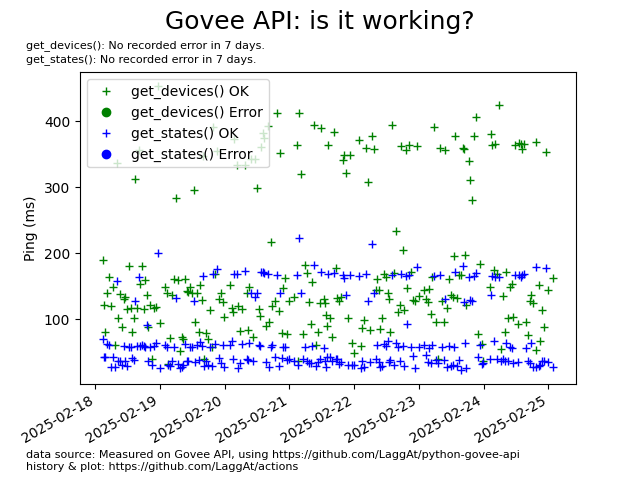 Govee API: is it working?
get_devices(): No recorded error in 7 days.
get_states(): No recorded error in 7 days.
get_devices() OK
get_devices() Error
get_states() OK
get_states() Error
Ping (ms)
400
300
200
100
2025-02-18
2025-02-19
2025-02-20
2025-02-21
2025-02-22
2025-02-23
2025-02-24
2025-02-25
data source: Measured on Govee API, using https://github.com/LaggAt/python-govee-api
history & plot: https://github.com/LaggAt/actions